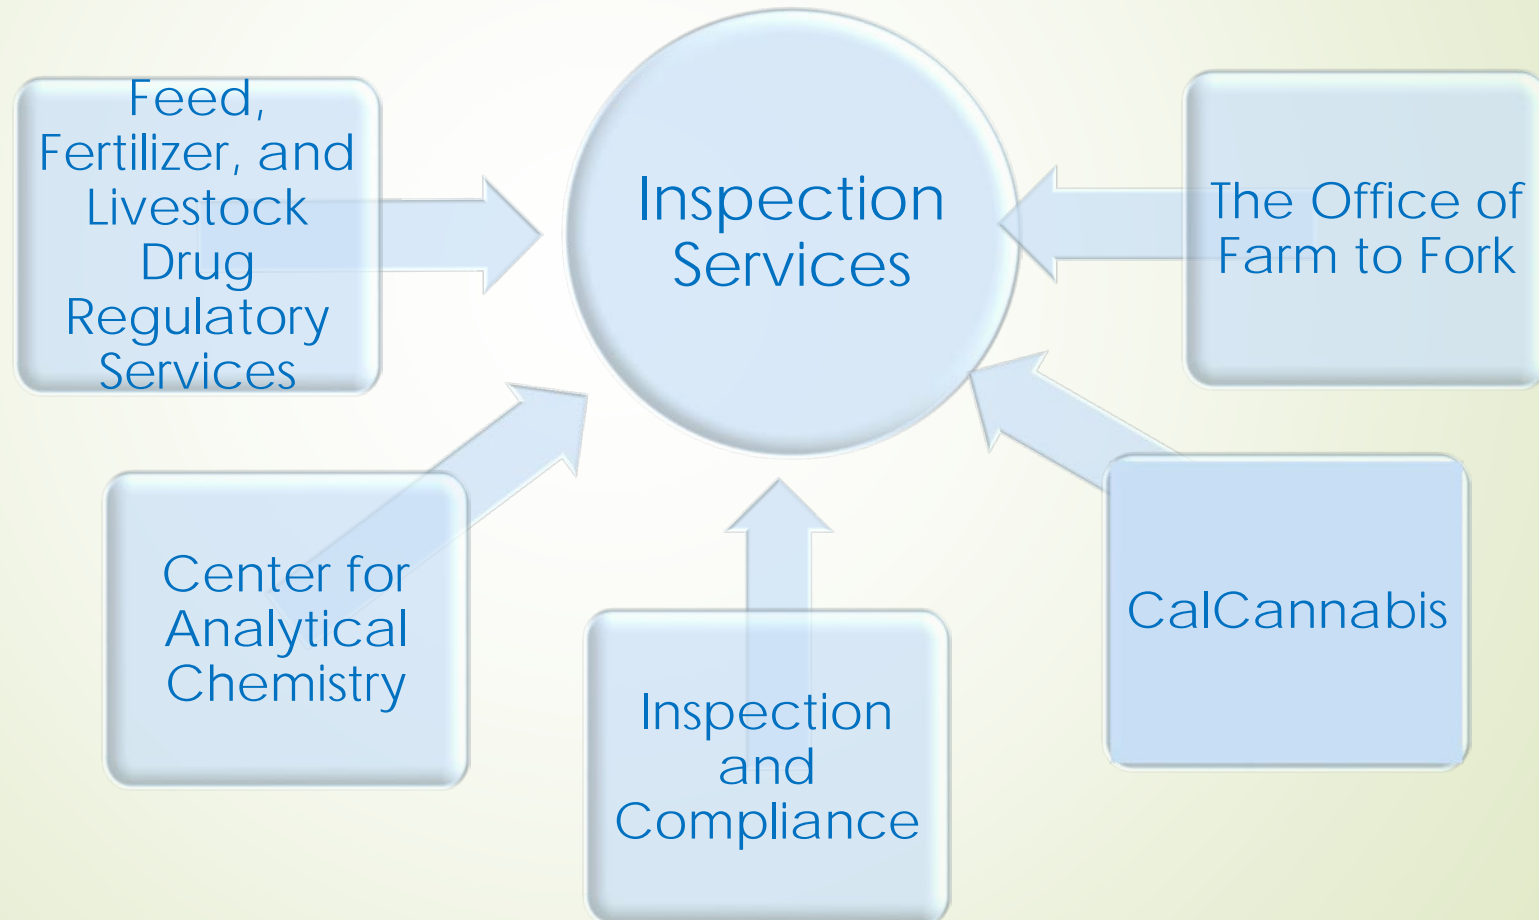 Feed,
Fertilizer, and
Livestock
Drug
Regulatory
Services
Inspection
Services
The Office of
Farm to Fork
Center for
Analytical
Chemistry
Inspection
and
Compliance
CalCannabis